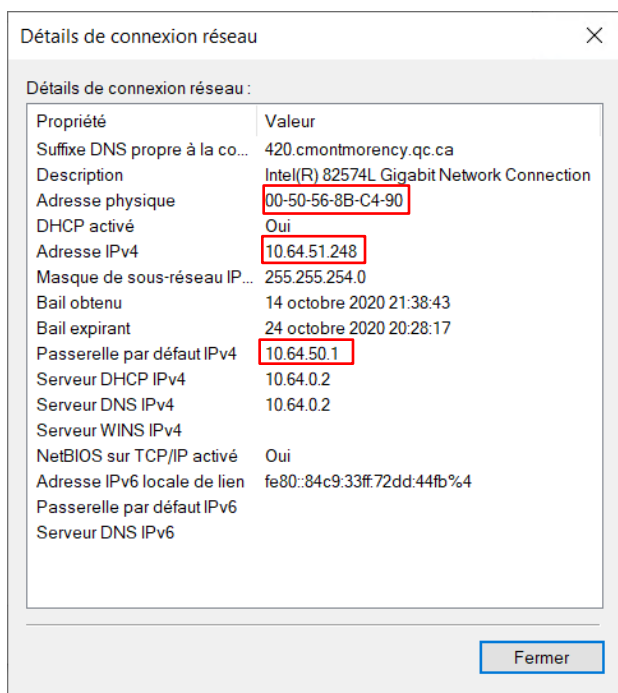 Détails de connexion réseau
Détails de connexion réseau :
Propriété Valeur
Suffixe DNS propre à la co... 420.cmontmorency.qc.ca
Description Intel(R) 82574L Gigabit Network Connection
Adresse physique 00-50-56-8B-C4-90
DHCP activé Oui
Adresse IPv4 10.64.51.248
Masque de sous-réseau IP... 255.255.254.0
Bail obtenu 14 octobre 2020 21:38:43
Bail expirant 24 octobre 2020 20:28:17
Passerelle par défaut IPv4 10.64.50.1
Serveur DHCP IPv4 10.64.0.2
Serveur DNS IPv4 10.64.0.2
Serveur WINS IPv4
NetBIOS sur TCP/IP activé Oui
Adresse IPv6 locale de lien fe80::84c9:33ff:72dd:44fb%4
Passerelle par défaut IPv6
Serveur DNS IPv6
Fermer